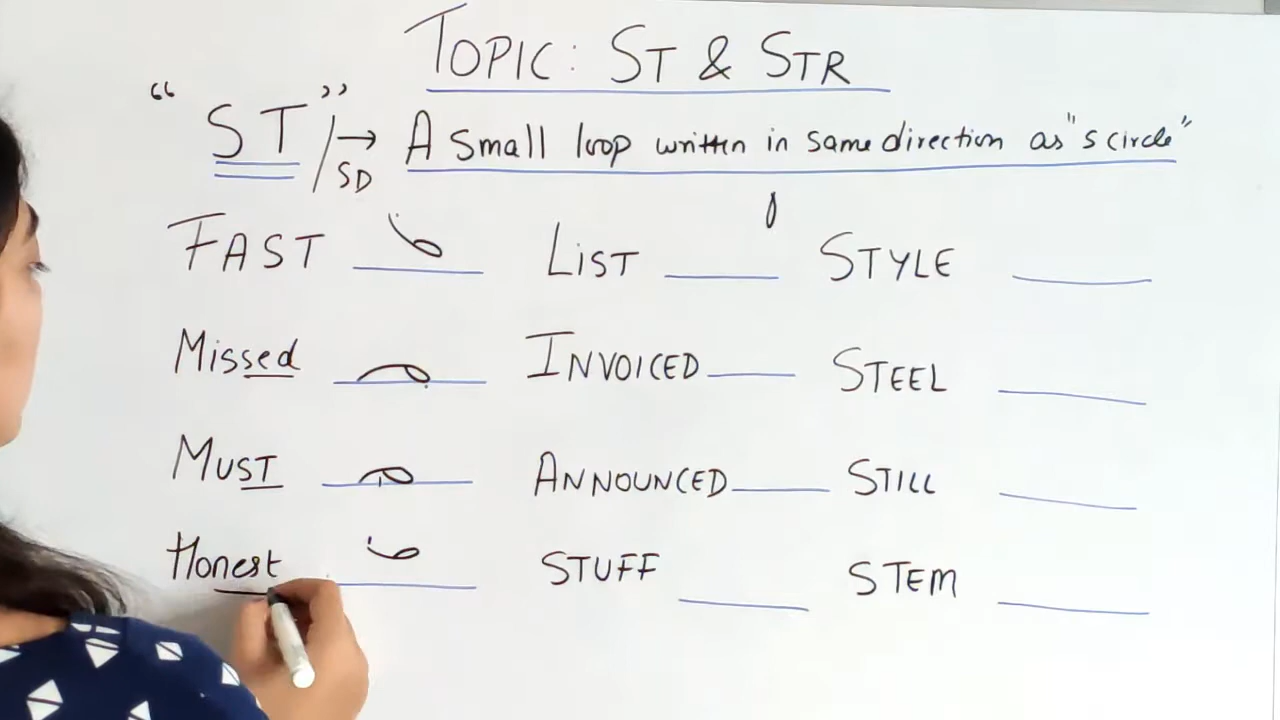 TOPIC: ST & STR
"ST"/SD → A small loop written in same direction as "s circle"
FAST LIST STYLE
Missed INVOICED STEEL
MUST ANNOUNCED STILL
Honest STUFF STEM